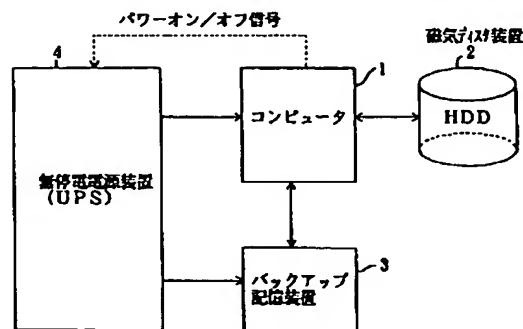 パワーオン／オフ信号
4
磁気ディスク装置
2
1
コンピュータ
HDD
無停電電源装置
(UPS)
3
バックアップ
記憶装置